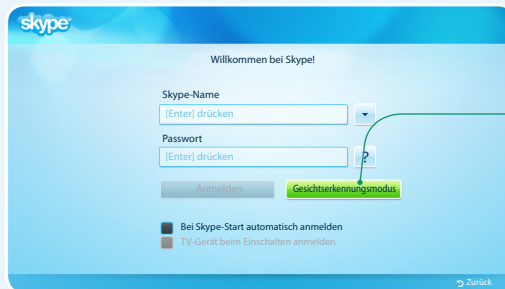 skype
Willkommen bei Skype!
Skype-Name
[Enter] drücken
Passwort
[Enter] drücken
?
Anmelden
Gesichtserkennungsmodus
Bei Skype-Start automatisch anmelden
TV-Gerät beim Einschalten anmelden
Zurück